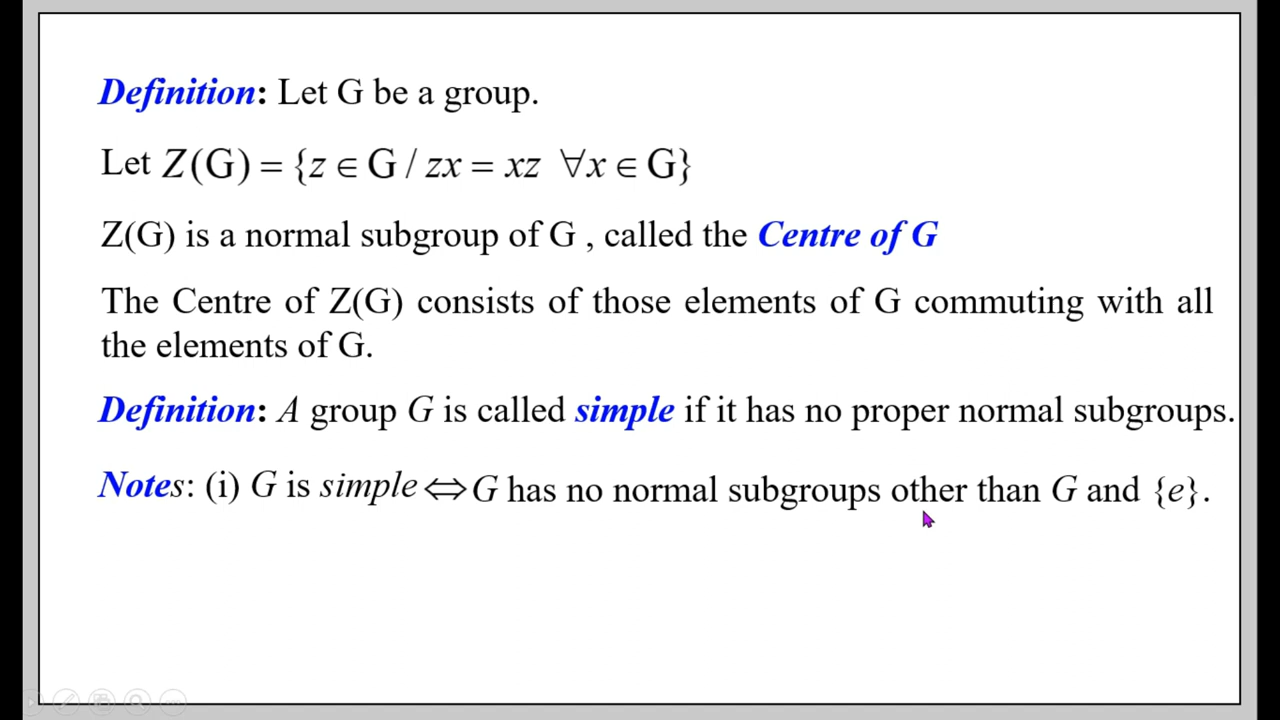 Definition: Let G be a group.
Let Z(G) = {z ∈ G / zx = xz ∀x ∈ G}
Z(G) is a normal subgroup of G , called the Centre of G
The Centre of Z(G) consists of those elements of G commuting with all
the elements of G.
Definition: A group G is called simple if it has no proper normal subgroups.
Notes: (i) G is simple ⇔ G has no normal subgroups other than G and {e}.